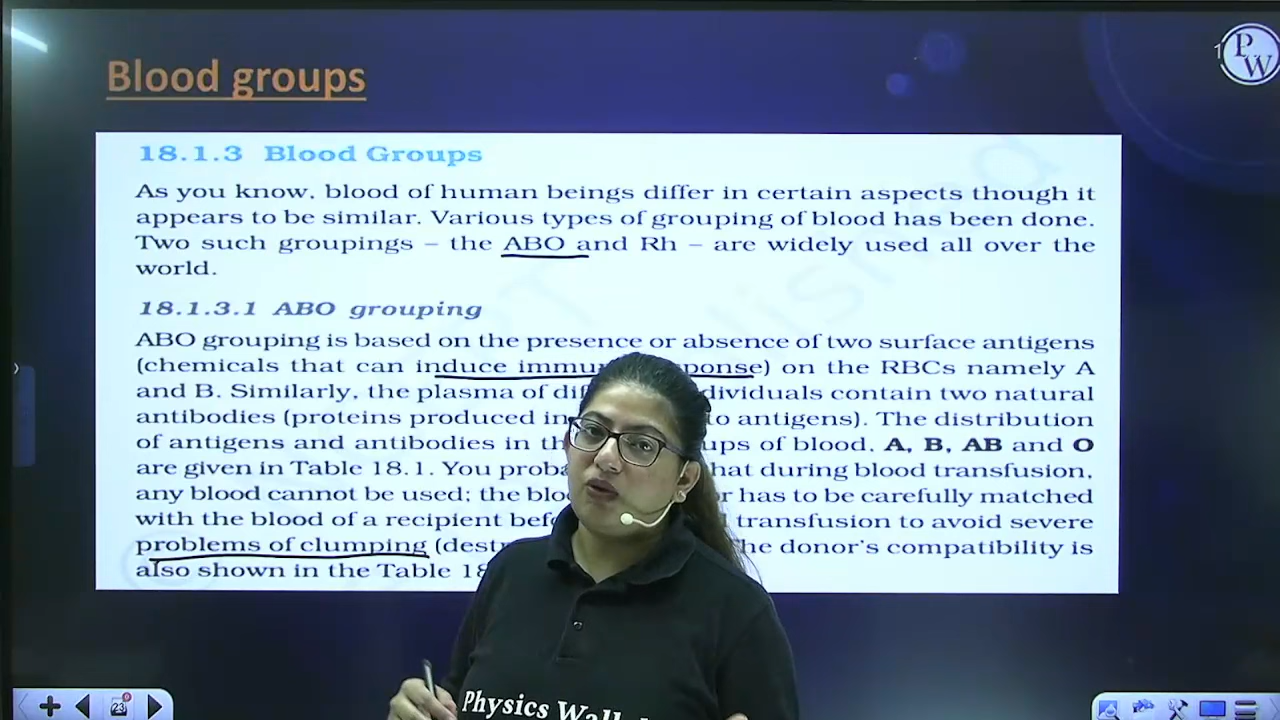 Blood groups
PW
18.1.3 Blood Groups
As you know, blood of human beings differ in certain aspects though it
appears to be similar. Various types of grouping of blood has been done.
Two such groupings – the ABO and Rh – are widely used all over the
world.
18.1.3.1 ABO grouping
ABO grouping is based on the presence or absence of two surface antigens
(chemicals that can induce immu ponse) on the RBCs namely A
and B. Similarly, the plasma of dif dividuals contain two natural
antibodies (proteins produced in to antigens). The distribution
of antigens and antibodies in th ups of blood, A, B, AB and O
are given in Table 18.1. You proba hat during blood transfusion,
any blood cannot be used; the bloo r has to be carefully matched
with the blood of a recipient befo transfusion to avoid severe
problems of clumping (destr he donor's compatibility is
also shown in the Table 18
Physics Wall
23